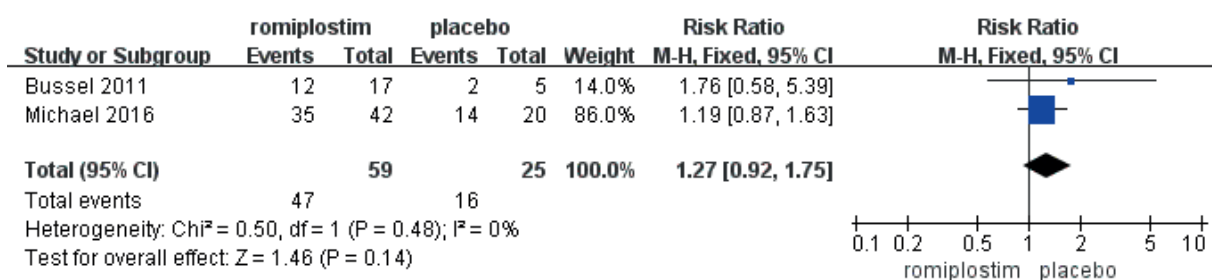 romiplostim placebo Risk Ratio Risk Ratio
Study or Subgroup Events Total Events Total Weight M-H, Fixed, 95% CI M-H, Fixed, 95% CI
Bussel 2011 12 17 2 5 14.0% 1.76 [0.58, 5.39]
Michael 2016 35 42 14 20 86.0% 1.19 [0.87, 1.63]
Total (95% CI) 59 25 100.0% 1.27 [0.92, 1.75]
Total events 47 16
Heterogeneity: Chi² = 0.50, df = 1 (P = 0.48); I² = 0%
Test for overall effect: Z = 1.46 (P = 0.14)
0.1 0.2 0.5 1 2 5 10
romiplostim placebo